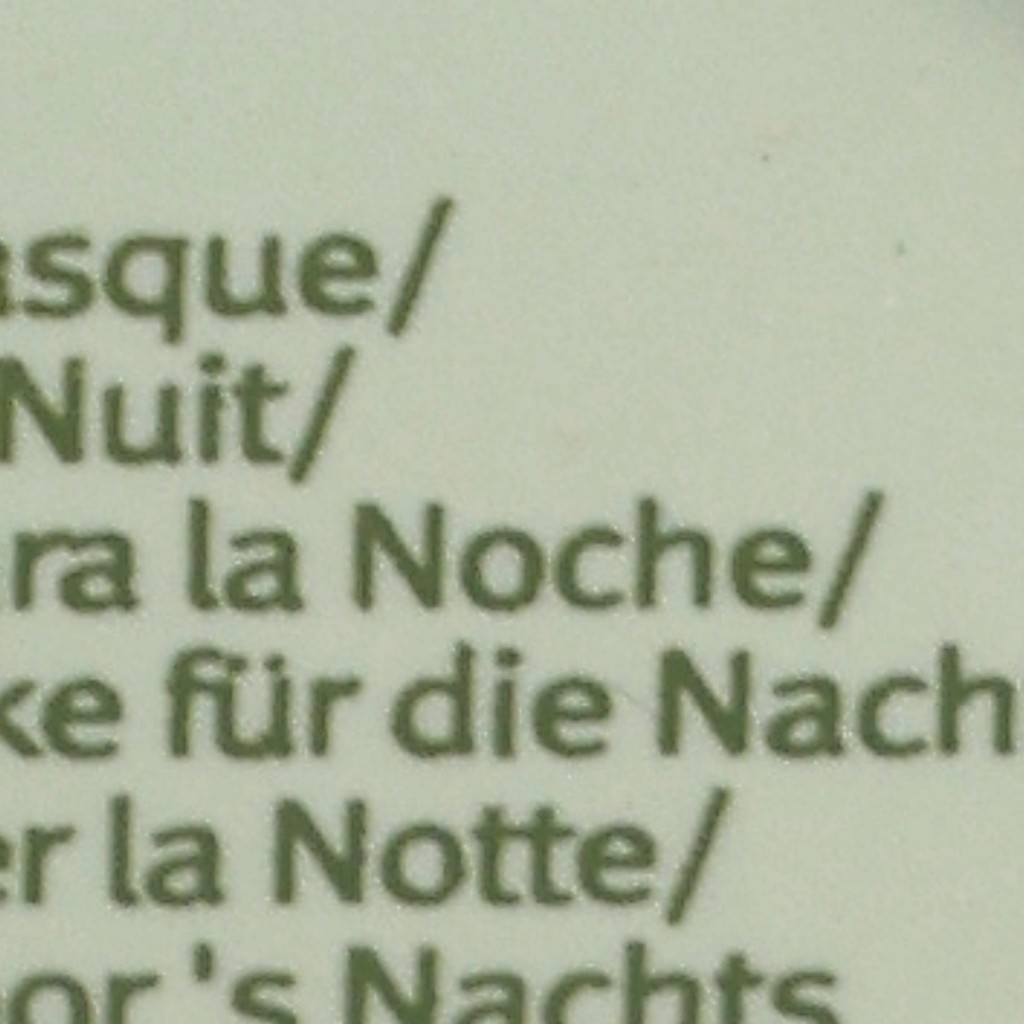 asque/
Nuit/
ra la Noche/
ke für die Nach
er la Notte/
or 's Nachts